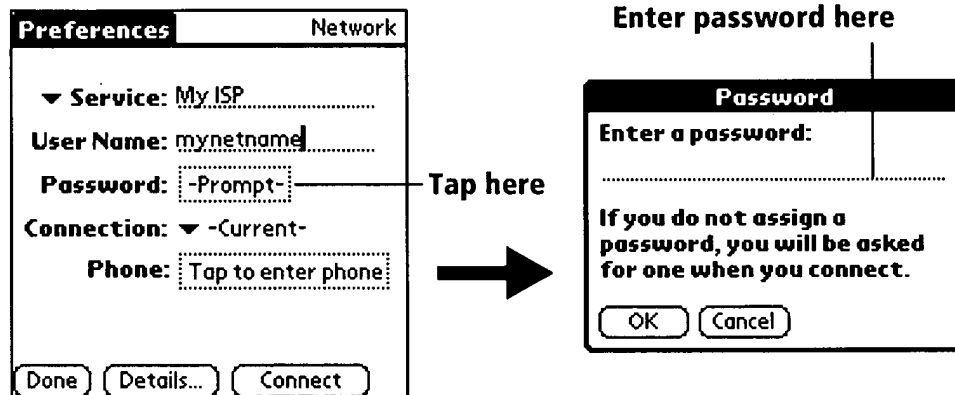 Preferences Network
Service: My ISP
User Name: mynetname
Password: -Prompt-
Connection: -Current-
Phone: Tap to enter phone
Done Details... Connect
Tap here
Enter password here
Password
Enter a password:
If you do not assign a
password, you will be asked
for one when you connect.
OK Cancel